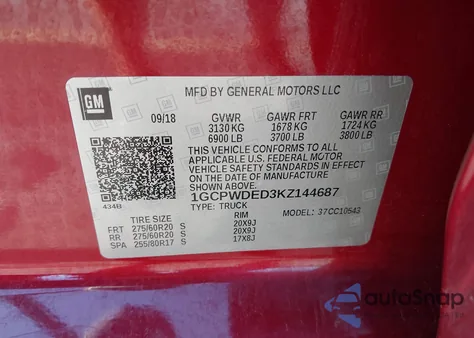 MFD BY GENERAL MOTORS LLC
GM
09/18 GVWR GAWR FRT GAWR RR
3130 KG 1678 KG 1724 KG
6900 LB 3700 LB 3800 LB
THIS VEHICLE CONFORMS TO ALL
APPLICABLE U.S. FEDERAL MOTOR
VEHICLE SAFETY STANDARDS IN EFFECT
ON THE DATE OF MANUFACTURE SHOWN ABOVE.
1GCPWDED3KZ144687
434B TYPE: TRUCK MODEL: 37CC10543
TIRE SIZE RIM
FRT 275/60R20 S 20X9J
RR 275/60R20 S 20X9J
SPA 255/80R17 S 17X8J
autoSnap